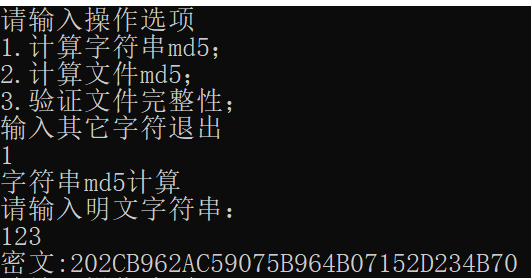 请输入操作选项
1.计算字符串md5;
2.计算文件md5;
3.验证文件完整性;
输入其它字符退出
1
字符串md5计算
请输入明文字符串:
123
密文:202CB962AC59075B964B07152D234B70